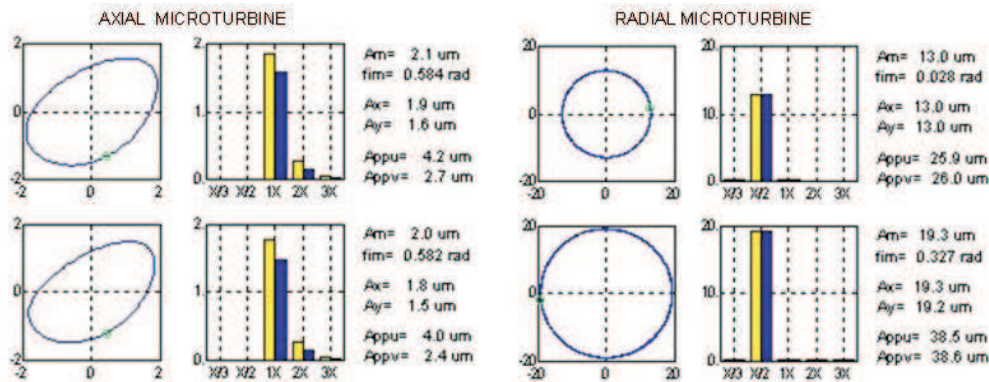 AXIAL MICROTURBINE
RADIAL MICROTURBINE
2
0
-2
-2 0 2
2
1
0
X/3 X/2 1X 2X 3X
Am= 2.1 um
fim= 0.584 rad
Ax= 1.9 um
Ay= 1.6 um
Appu= 4.2 um
Appv= 2.7 um
20
0
-20
-20 0 20
20
10
0
X/3 X/2 1X 2X 3X
Am= 13.0 um
fim= 0.028 rad
Ax= 13.0 um
Ay= 13.0 um
Appu= 25.9 um
Appv= 26.0 um
2
0
-2
-2 0 2
2
1
0
X/3 X/2 1X 2X 3X
Am= 2.0 um
fim= 0.582 rad
Ax= 1.8 um
Ay= 1.5 um
Appu= 4.0 um
Appv= 2.4 um
20
0
-20
-20 0 20
20
10
0
X/3 X/2 1X 2X 3X
Am= 19.3 um
fim= 0.327 rad
Ax= 19.3 um
Ay= 19.2 um
Appu= 38.5 um
Appv= 38.6 um